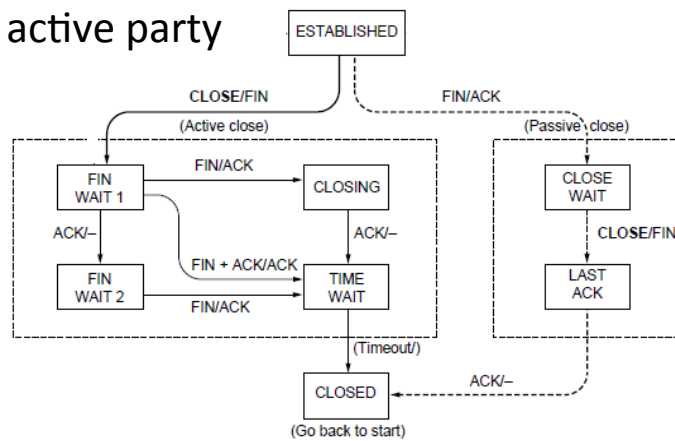 active party
ESTABLISHED
CLOSE/FIN
FIN/ACK
(Active close)
(Passive close)
FIN
WAIT 1
FIN/ACK
CLOSING
CLOSE
WAIT
ACK/–
ACK/–
CLOSE/FIN
FIN + ACK/ACK
FIN
WAIT 2
TIME
WAIT
LAST
ACK
FIN/ACK
(Timeout/)
CLOSED
ACK/–
(Go back to start)